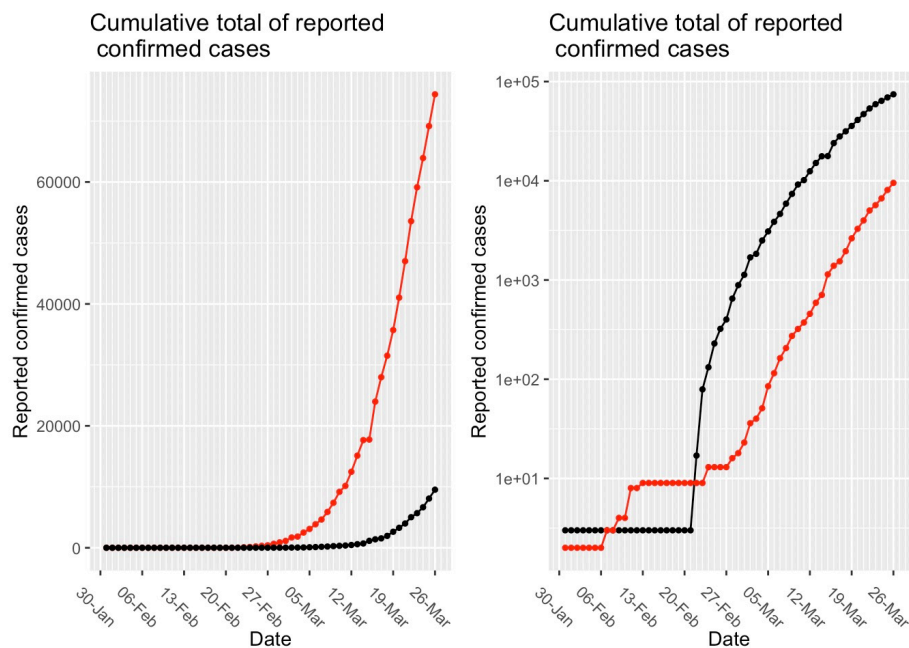 Cumulative total of reported
confirmed cases
Reported confirmed cases
60000
40000
20000
0
30-Jan
06-Feb
13-Feb
20-Feb
27-Feb
05-Mar
12-Mar
19-Mar
26-Mar
Date
Cumulative total of reported
confirmed cases
Reported confirmed cases
1e+05
1e+04
1e+03
1e+02
1e+01
30-Jan
06-Feb
13-Feb
20-Feb
27-Feb
05-Mar
12-Mar
19-Mar
26-Mar
Date